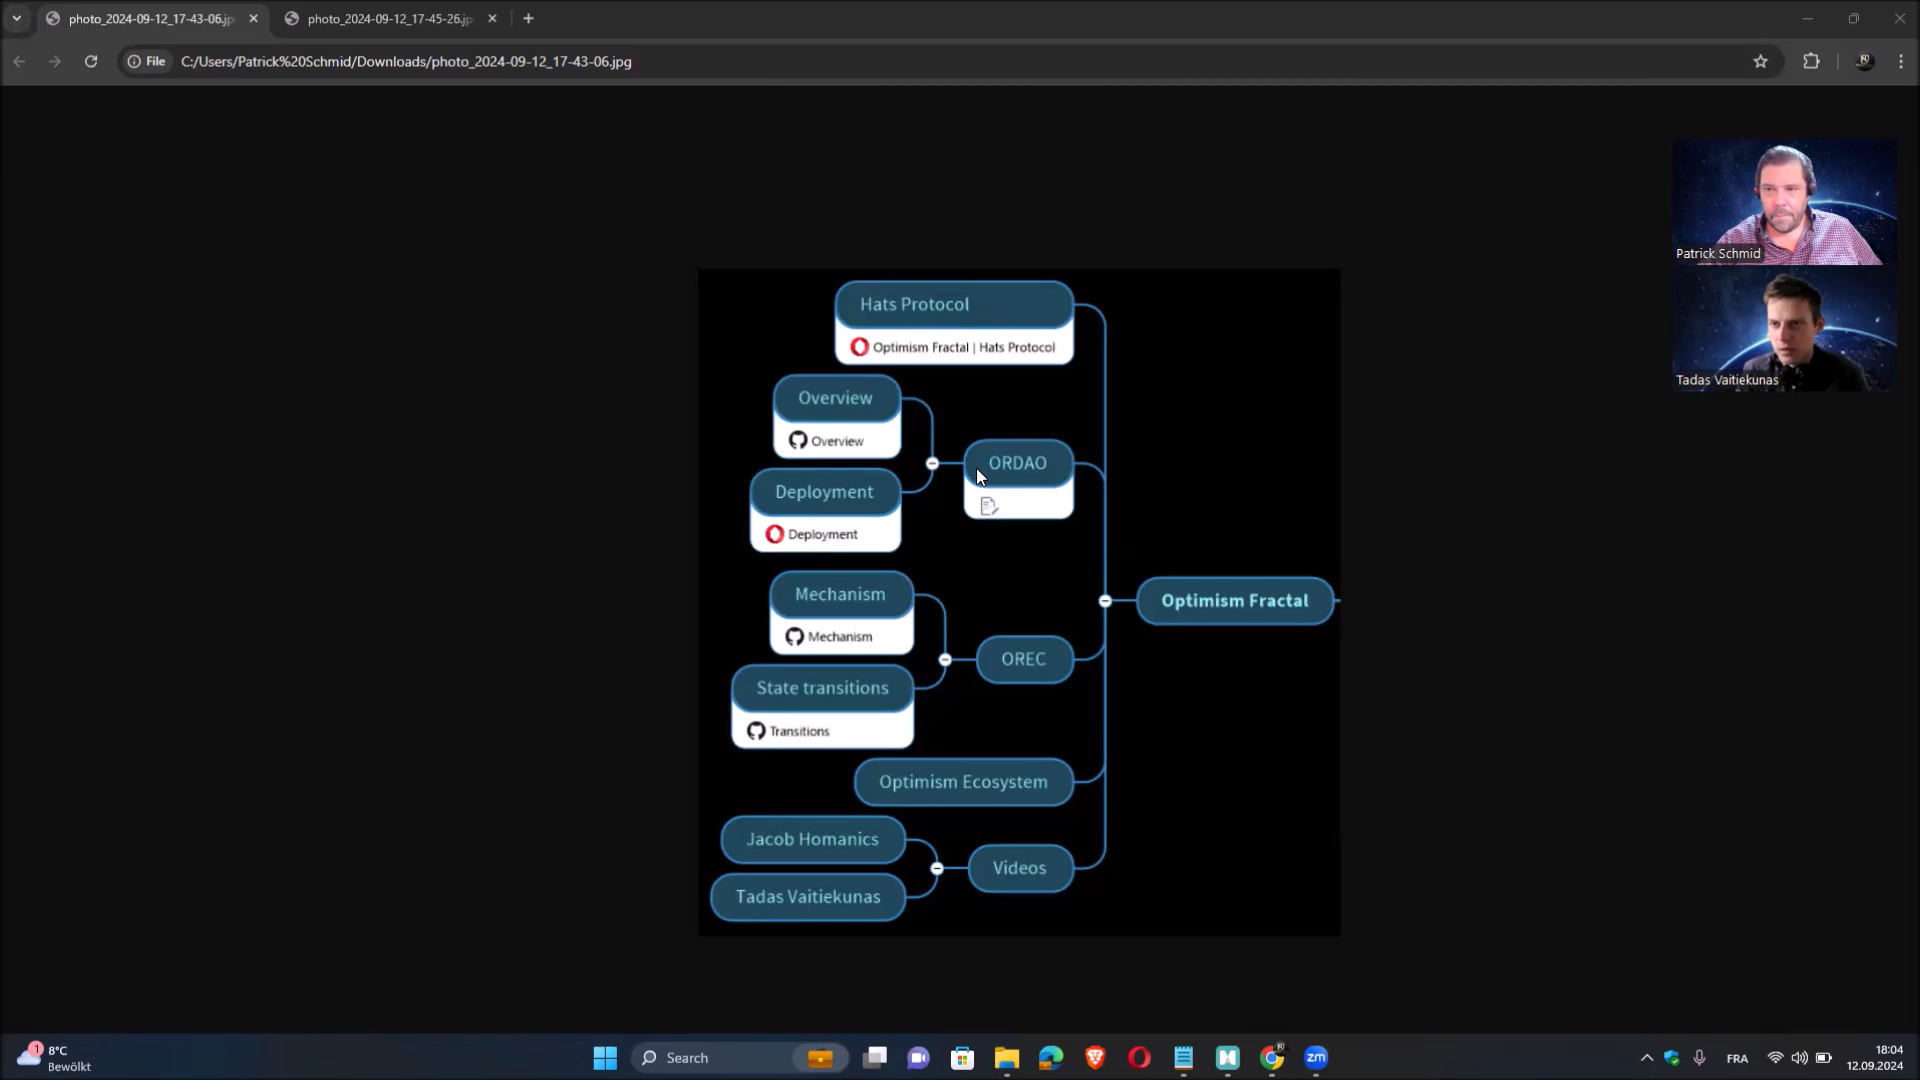 photo_2024-09-12_17-43-06.jp
photo_2024-09-12_17-45-26.jp
File
C:/Users/Patrick%20Schmid/Downloads/photo_2024-09-12_17-43-06.jpg
Patrick Schmid
Tadas Vaitiekunas
Hats Protocol
Optimism Fractal | Hats Protocol
Overview
Overview
ORDAO
Deployment
Deployment
Mechanism
Mechanism
Optimism Fractal
OREC
State transitions
Transitions
Optimism Ecosystem
Jacob Homanics
Videos
Tadas Vaitiekunas
1
8°C
Bewölkt
Search
zm
FRA
18:04
12.09.2024